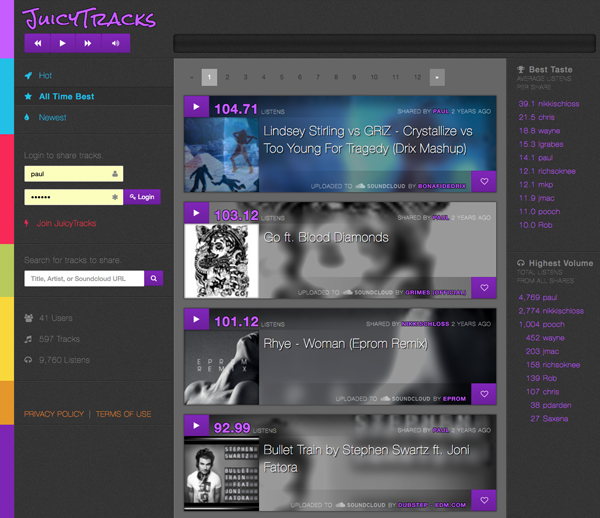 JuicyTracks
Hot
All Time Best
Newest
Login to share tracks.
paul
••••••
Login
Join JuicyTracks
Search for tracks to share.
Title, Artist, or Soundcloud URL
41 Users
597 Tracks
9,760 Listens
PRIVACY POLICY | TERMS OF USE
« 1 2 3 4 5 6 7 8 9 10 11 12 »
104.71 LISTENS
SHARED BY PAUL 2 YEARS AGO
Lindsey Stirling vs GRiZ - Crystallize vs
Too Young For Tragedy (Drix Mashup)
UPLOADED TO SOUNDCLOUD BY BONAFIDEDRIX
103.12 LISTENS
SHARED BY PAUL 2 YEARS AGO
Go ft. Blood Diamonds
UPLOADED TO SOUNDCLOUD BY GRIMES (OFFICIAL)
101.12 LISTENS
SHARED BY NIKKISCHLOSS 2 YEARS AGO
Rhye - Woman (Eprom Remix)
EPROM
REMIX
UPLOADED TO SOUNDCLOUD BY EPROM
92.99 LISTENS
SHARED BY PAUL 2 YEARS AGO
Bullet Train by Stephen Swartz ft. Joni
Fatora
STEPHEN
SWARTZ
BULLET
TRAIN
FEAT
JONI
FATORA
UPLOADED TO SOUNDCLOUD BY DUBSTEP - EDM.COM
Best Taste
AVERAGE LISTENS
PER SHARE
39.1 nikkischloss
21.5 chris
18.8 wayne
15.3 lgrabes
14.1 paul
12.1 richsoknee
12.1 mkp
11.9 jmac
11.0 pooch
10.0 Rob
Highest Volume
TOTAL LISTENS
FROM ALL SHARES
4,769 paul
2,774 nikkischloss
1,004 pooch
452 wayne
203 jmac
158 richsoknee
139 Rob
107 chris
38 pdarden
27 Saxena